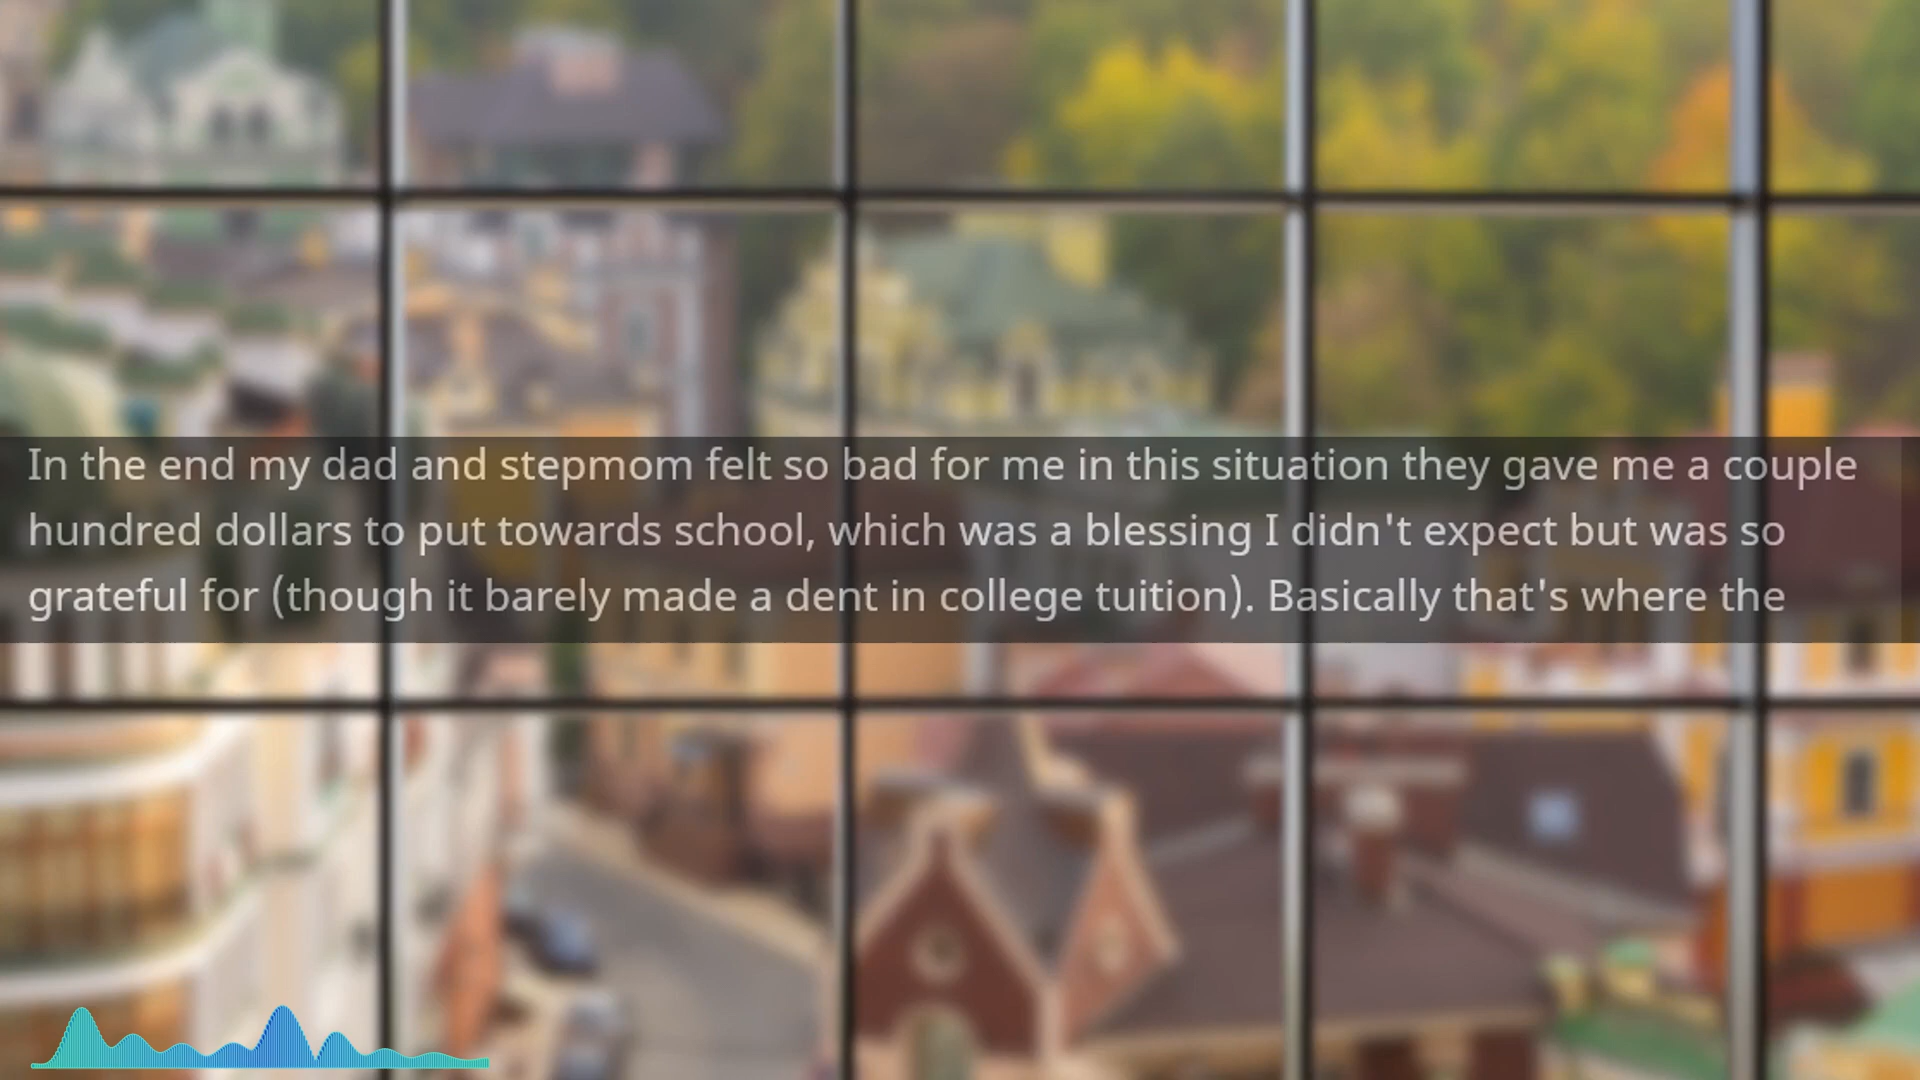 In the end my dad and stepmom felt so bad for me in this situation they gave me a couple
hundred dollars to put towards school, which was a blessing I didn't expect but was so
grateful for (though it barely made a dent in college tuition). Basically that's where the